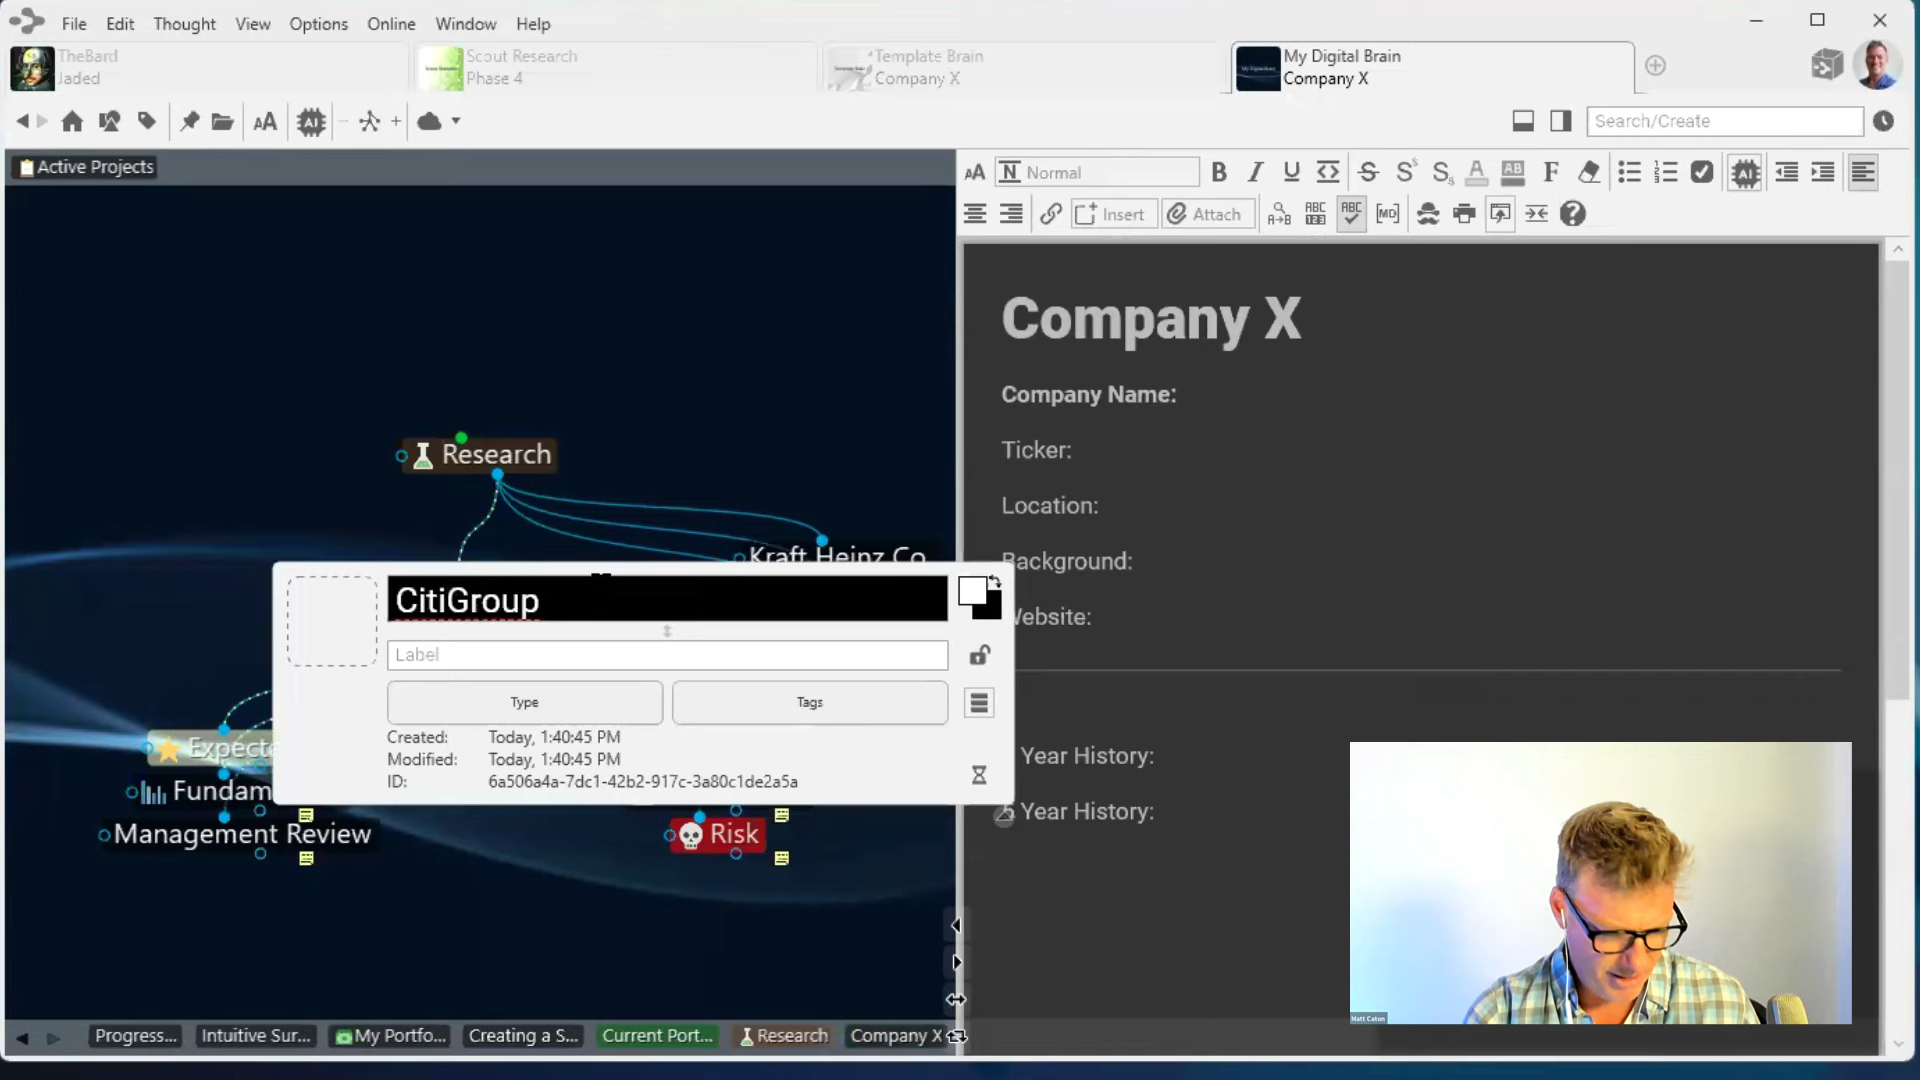 File Edit Thought View Options Online Window Help
TheBard
Jaded
Scout Research
Phase 4
Template Brain
Company X
My Digital Brain
Company X
Search/Create
Active Projects
Normal
Insert
Attach
Research
Kraft Heinz Co
Company X
Company Name:
Ticker:
Location:
Background:
Website:
Year History:
Year History:
CitiGroup
Label
Type
Tags
Created: Today, 1:40:45 PM
Modified: Today, 1:40:45 PM
ID: 6a506a4a-7dc1-42b2-917c-3a80c1de2a5a
Expecte
Fundam
Management Review
Risk
Matt Caton
Progress...
Intuitive Sur...
My Portfo...
Creating a S...
Current Port...
Research
Company X